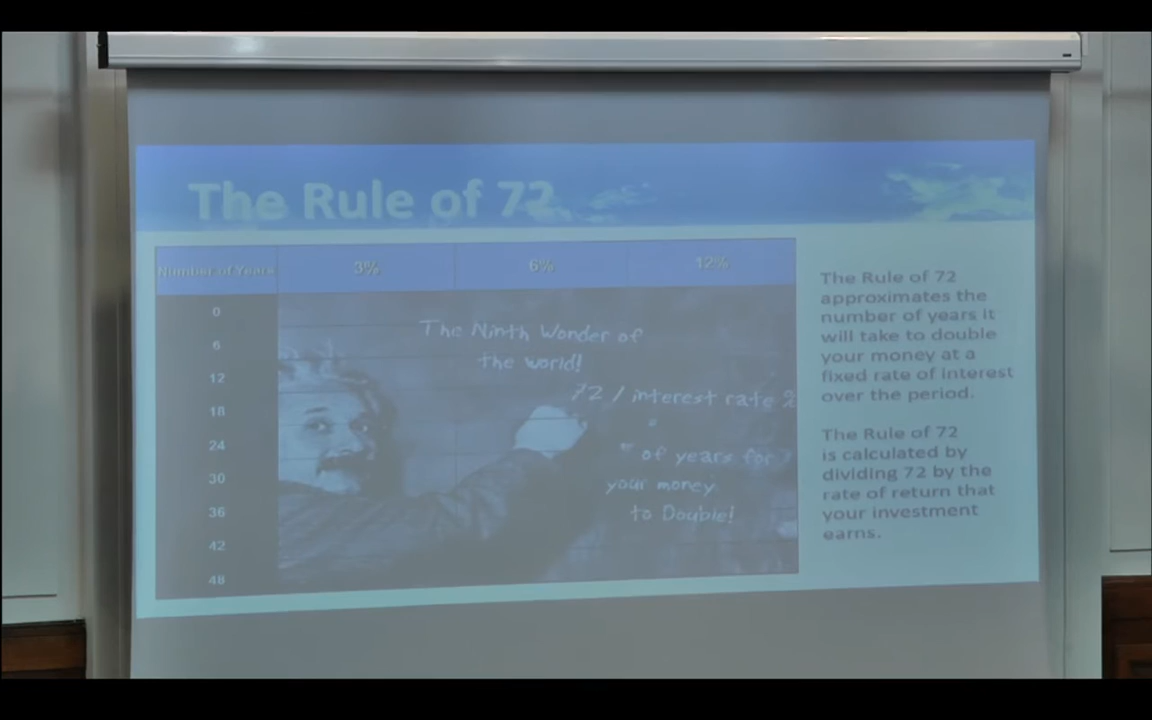 The Rule of 72
Number of Years 3% 6% 12%
0
6
12
18
24
30
36
42
48
The Ninth Wonder of
the world!
72 / interest rate %
of years for
your money
to Double!
The Rule of 72
approximates the
number of years it
will take to double
your money at a
fixed rate of interest
over the period.
The Rule of 72
is calculated by
dividing 72 by the
rate of return that
your investment
earns.